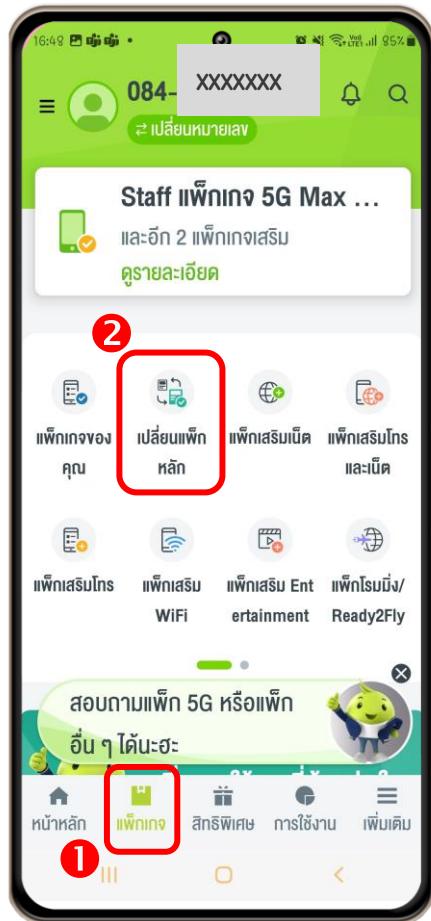 16:48
VoD
LTE1
85%
084-
XXXXXXX
เปลี่ยนหมายเลข
Staff แพ็กเกจ 5G Max ...
และอีก 2 แพ็กเกจเสริม
ดูรายละเอียด
2
แพ็กเกจของ
คุณ
เปลี่ยนแพ็ก
หลัก
แพ็กเสริมเน็ต
แพ็กเสริมโทร
และเน็ต
แพ็กเสริมโทร
แพ็กเสริม
WiFi
แพ็กเสริม Ent
ertainment
แพ็กโรมมิ่ง/
Ready2Fly
สอบถามแพ็ก 5G หรือแพ็ก
อื่น ๆ ได้นะฮะ
หน้าหลัก
แพ็กเกจ
สิทธิพิเศษ
การใช้งาน
เพิ่มเติม
1